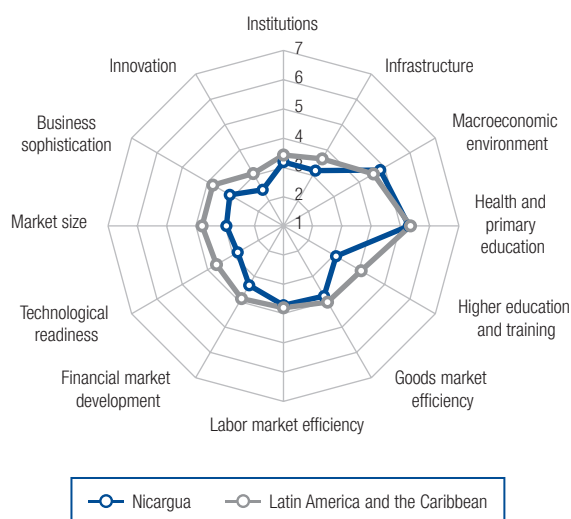 Institutions
7
6
5
4
3
2
1
Infrastructure
Macroeconomic
environment
Health and
primary
education
Higher education
and training
Goods market
efficiency
Labor market efficiency
Financial market
development
Technological
readiness
Market size
Business
sophistication
Innovation
Nicargua
Latin America and the Caribbean